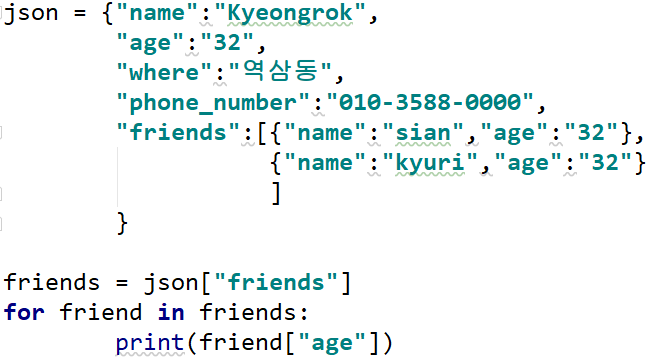 json = {"name":"Kyeongrok",
"age":"32",
"where":"역삼동",
"phone_number":"010-3588-0000",
"friends":[{"name":"sian","age":"32"},
{"name":"kyuri","age":"32"}
]
}
friends = json["friends"]
for friend in friends:
print(friend["age"])